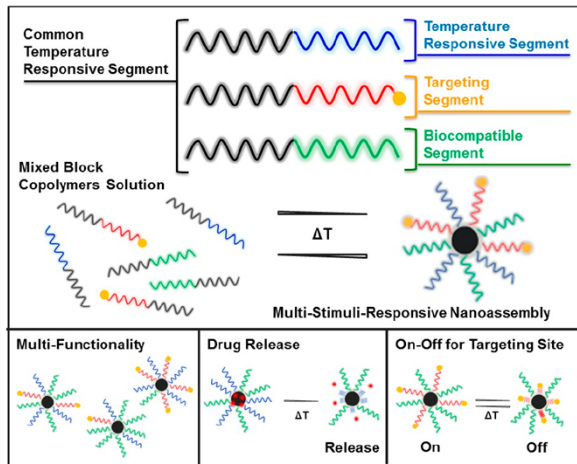 Common
Temperature
Responsive Segment
Temperature
Responsive Segment
Targeting
Segment
Biocompatible
Segment
Mixed Block
Copolymers Solution
ΔT
Multi-Stimuli-Responsive Nanoassembly
Multi-Functionality
Drug Release
ΔT
Release
On-Off for Targeting Site
ΔT
On
Off